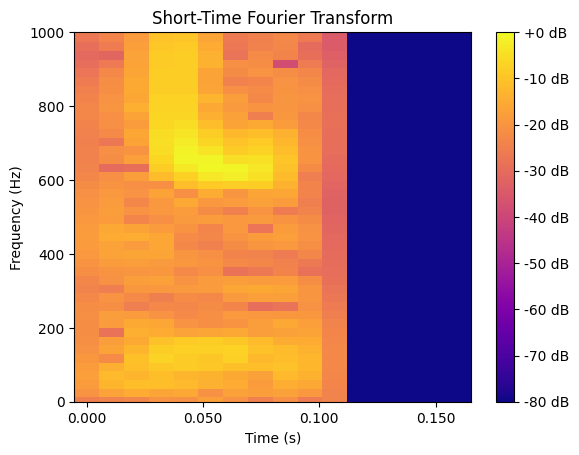 Short-Time Fourier Transform
1000
800
600
400
200
0
Frequency (Hz)
0.000
0.050
0.100
0.150
Time (s)
+0 dB
-10 dB
-20 dB
-30 dB
-40 dB
-50 dB
-60 dB
-70 dB
-80 dB